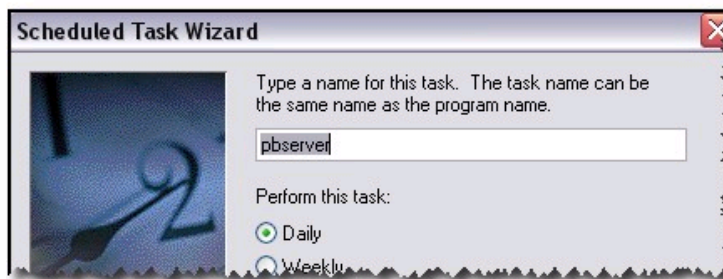 Scheduled Task Wizard
Type a name for this task. The task name can be
the same name as the program name.
pbserver
Perform this task:
Daily
Weekly